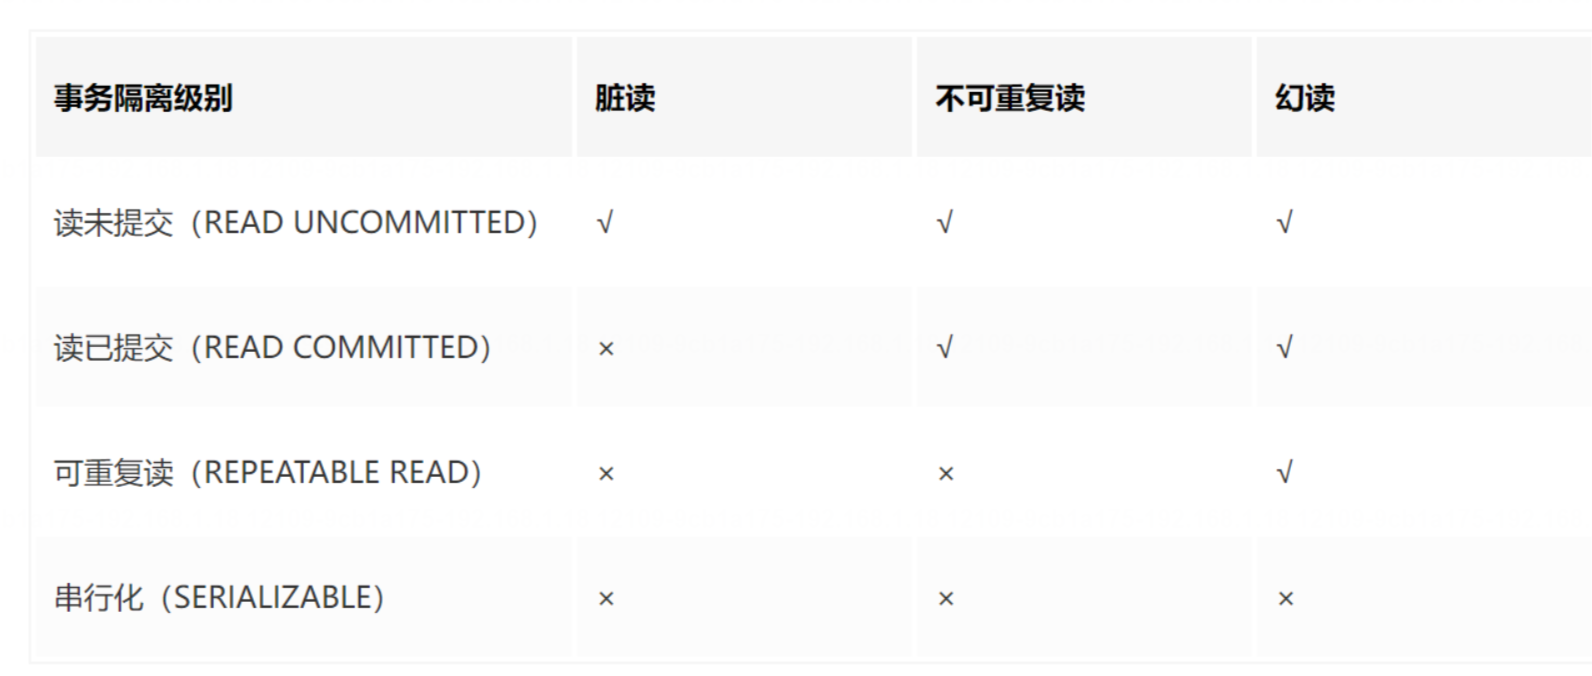 事务隔离级别 脏读 不可重复读 幻读
读未提交（READ UNCOMMITTED） √ √ √
读已提交（READ COMMITTED） × √ √
可重复读（REPEATABLE READ） × × √
串行化（SERIALIZABLE） × × ×